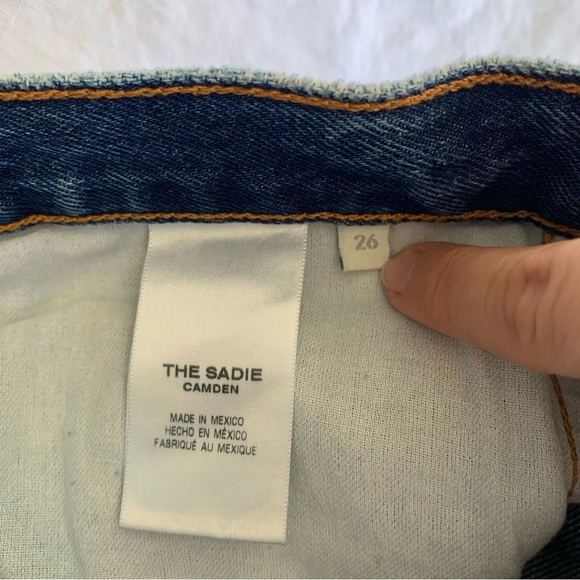 26
THE SADIE
CAMDEN
MADE IN MEXICO
HECHO EN MÉXICO
FABRIQUÉ AU MEXIQUE